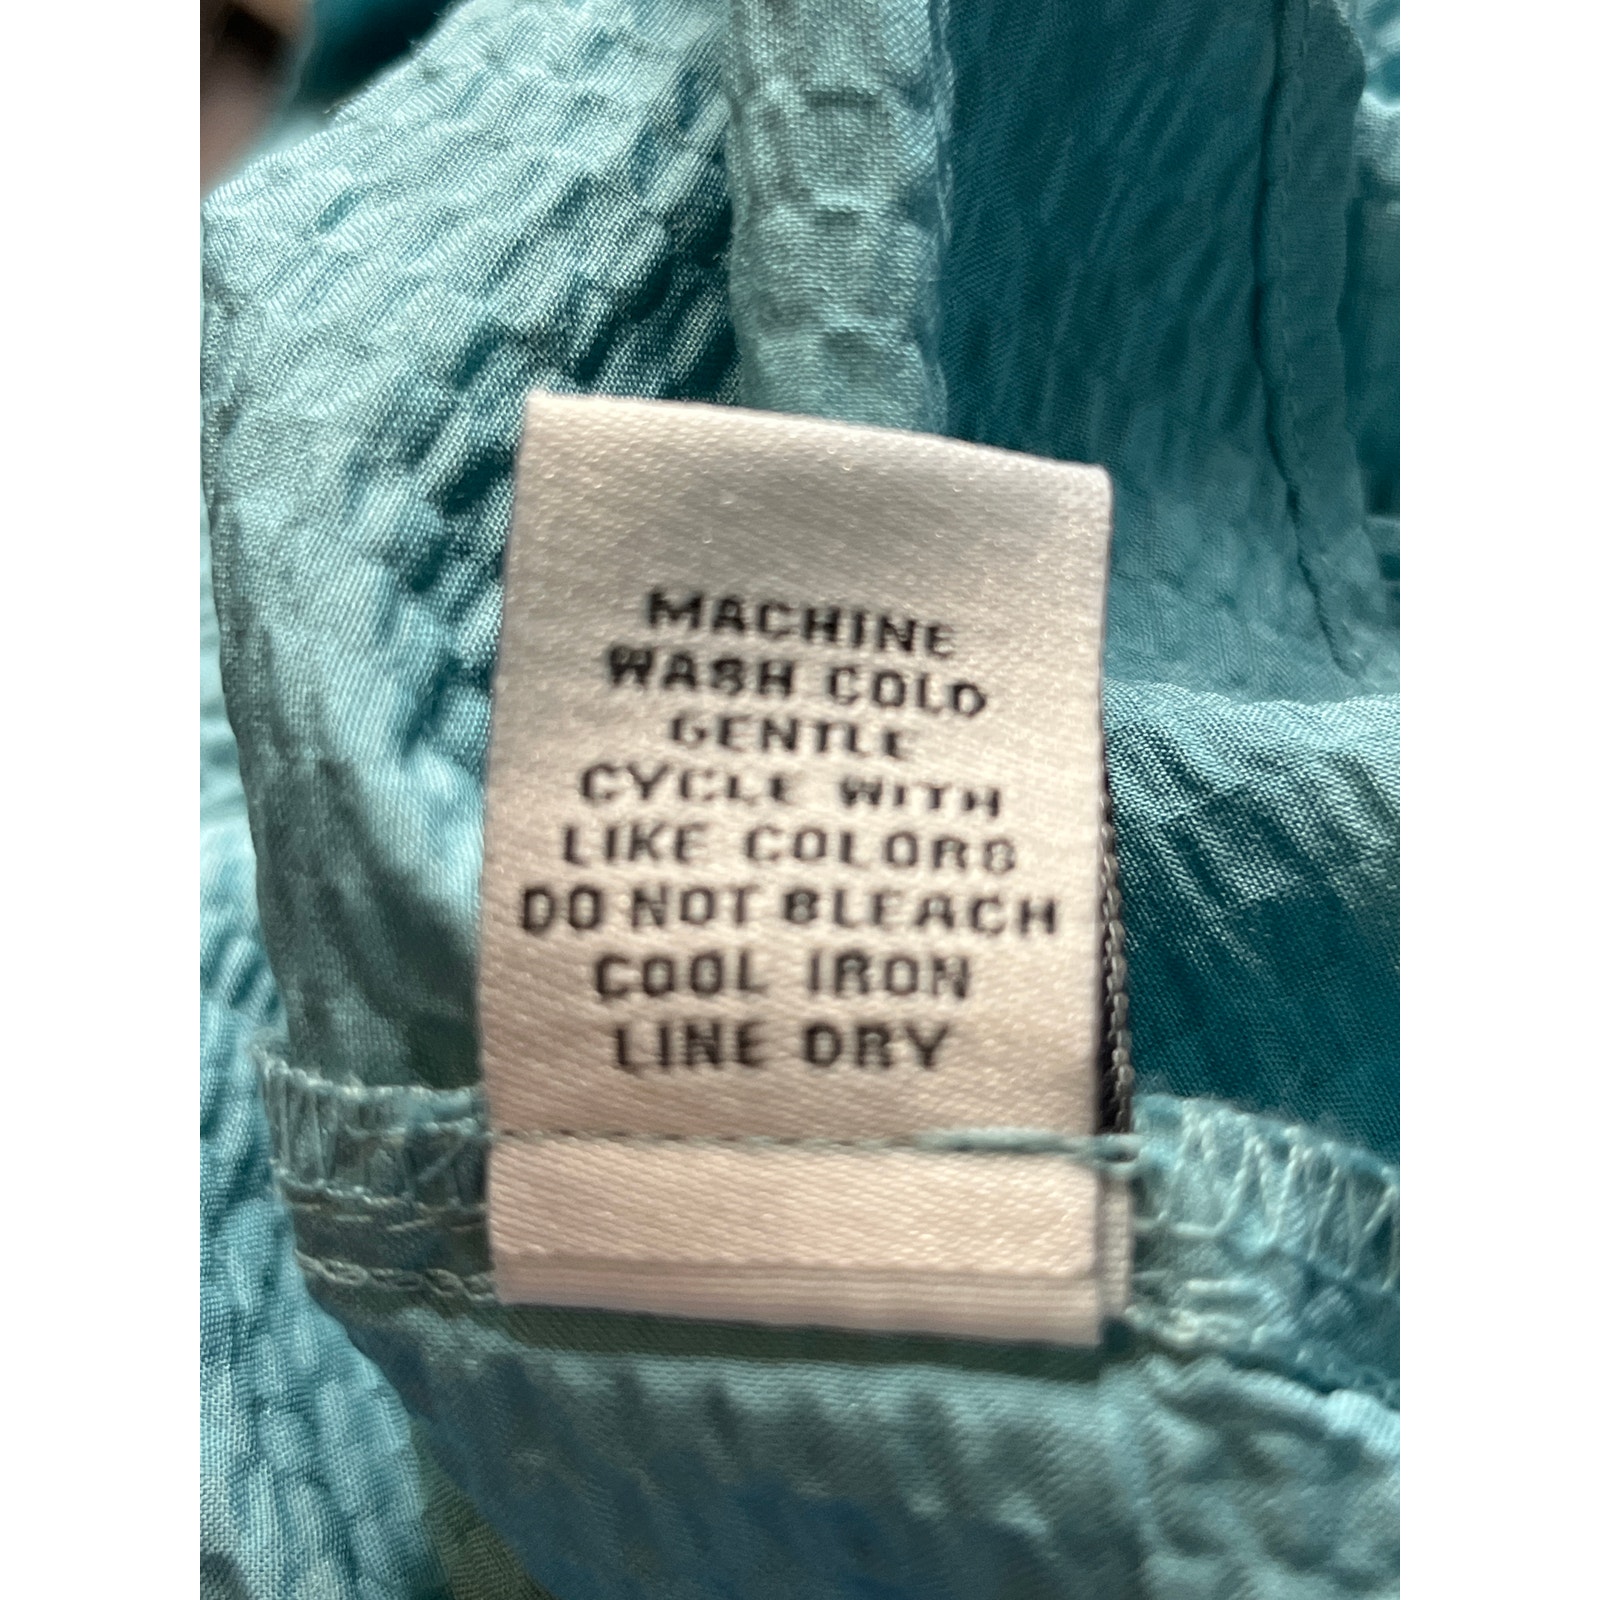 MACHINE
WASH COLD
GENTLE
CYCLE WITH
LIKE COLORS
DO NOT BLEACH
COOL IRON
LINE DRY